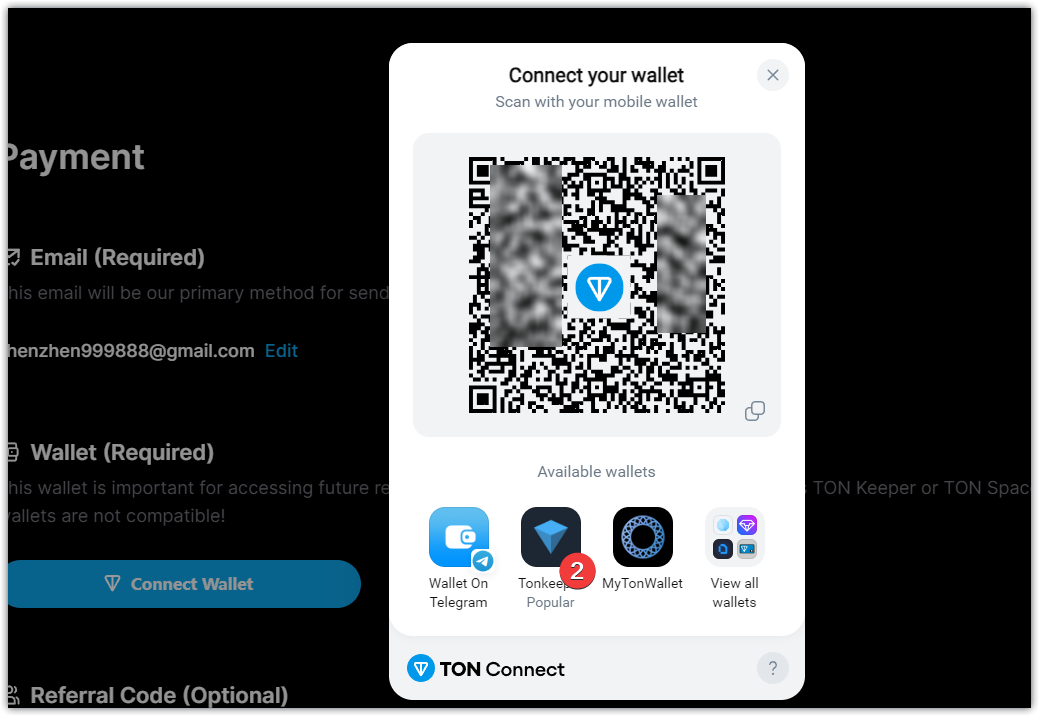 Connect your wallet
Scan with your mobile wallet
Payment
Email (Required)
his email will be our primary method for send
henzhen999888@gmail.com Edit
Wallet (Required)
his wallet is important for accessing future re
s TON Keeper or TON Spac
wallets are not compatible!
Connect Wallet
Referral Code (Optional)
Available wallets
Wallet On
Telegram
Tonkeep
Popular
2
MyTonWallet
View all
wallets
TON Connect
?